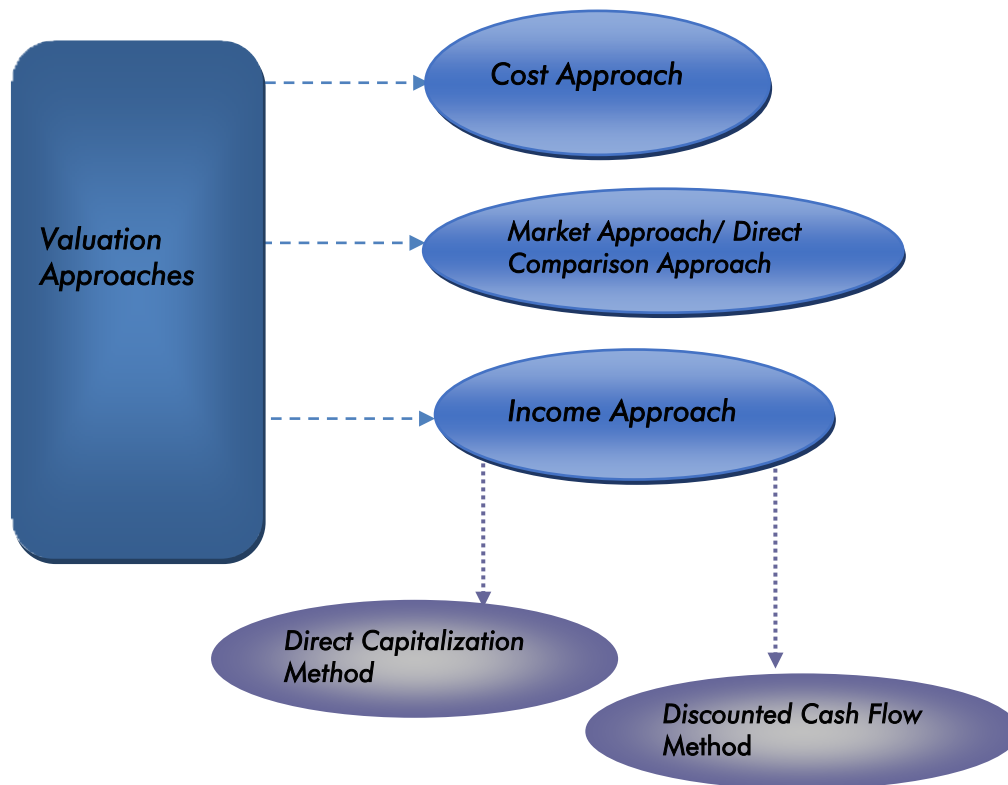 Cost Approach
Valuation
Approaches
Market Approach/ Direct
Comparison Approach
Income Approach
Direct Capitalization
Method
Discounted Cash Flow
Method